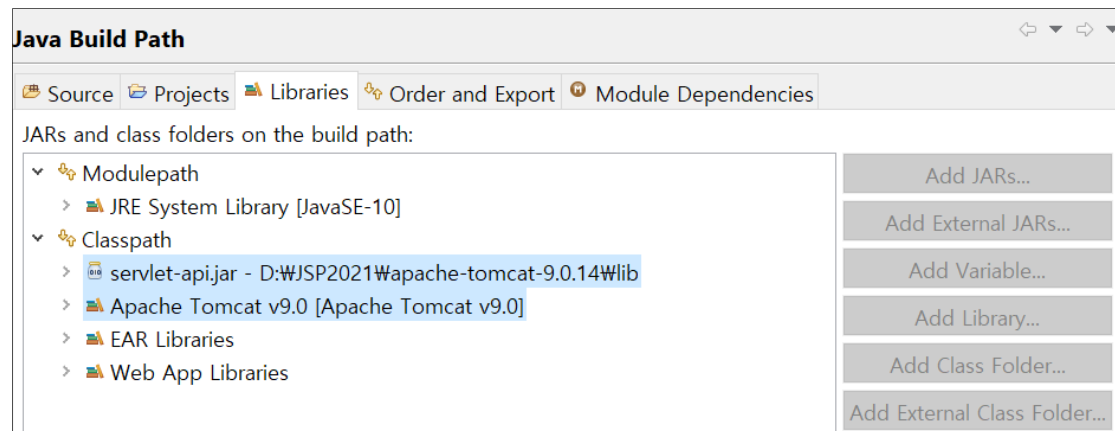 Java Build Path
Source Projects Libraries Order and Export Module Dependencies
JARs and class folders on the build path:
Modulepath
JRE System Library [JavaSE-10]
Classpath
servlet-api.jar - D:₩JSP2021₩apache-tomcat-9.0.14₩lib
Apache Tomcat v9.0 [Apache Tomcat v9.0]
EAR Libraries
Web App Libraries
Add JARs...
Add External JARs...
Add Variable...
Add Library...
Add Class Folder...
Add External Class Folder...